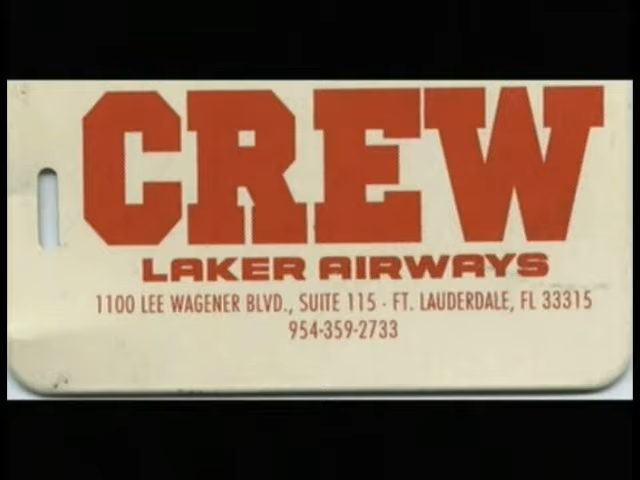 CREW
LAKER AIRWAYS
1100 LEE WAGENER BLVD., SUITE 115 · FT. LAUDERDALE, FL 33315
954-359-2733